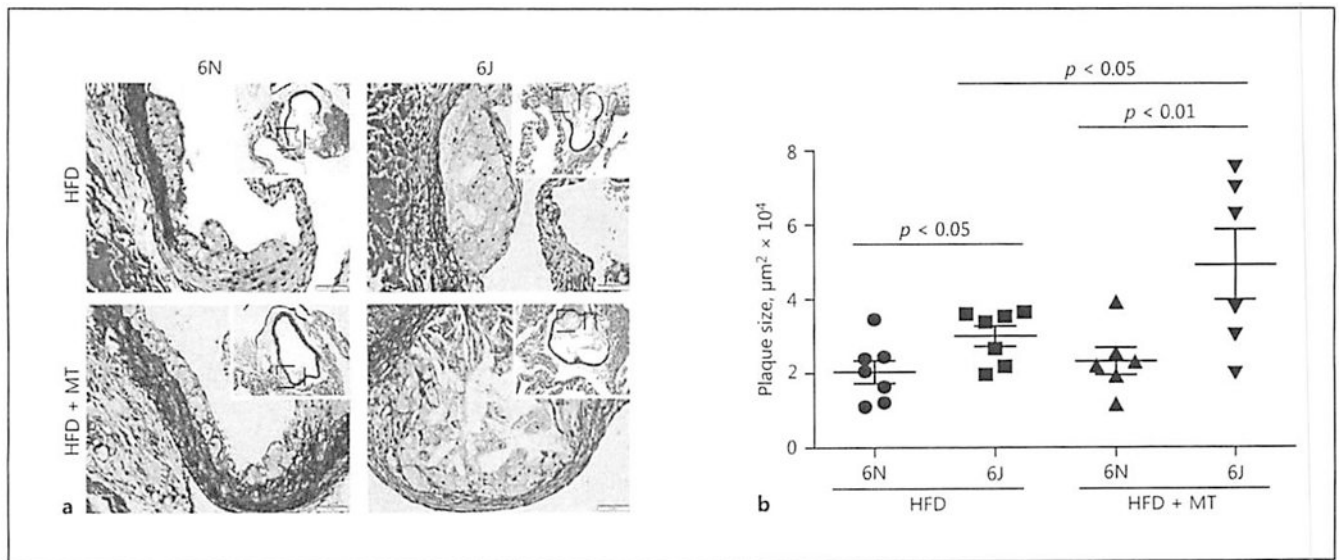 6N
6J
HFD
HFD + MT
a
p < 0.05
p < 0.01
p < 0.05
Plaque size, µm² × 10⁴
8
6
4
2
0
6N
6J
6N
6J
HFD
HFD + MT
b